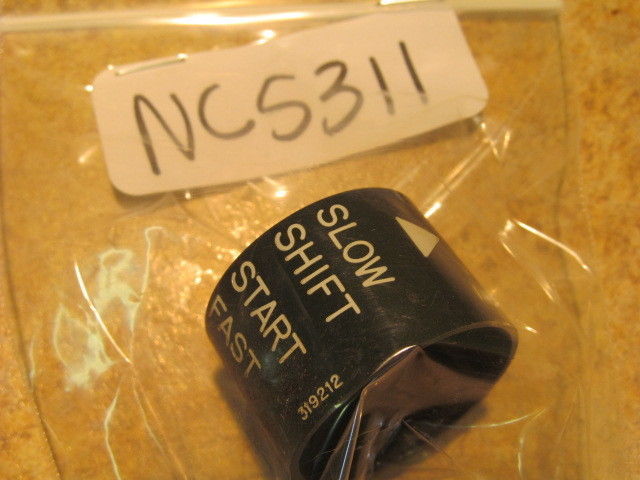 NC5311
SLOW
SHIFT
START
FAST
319212